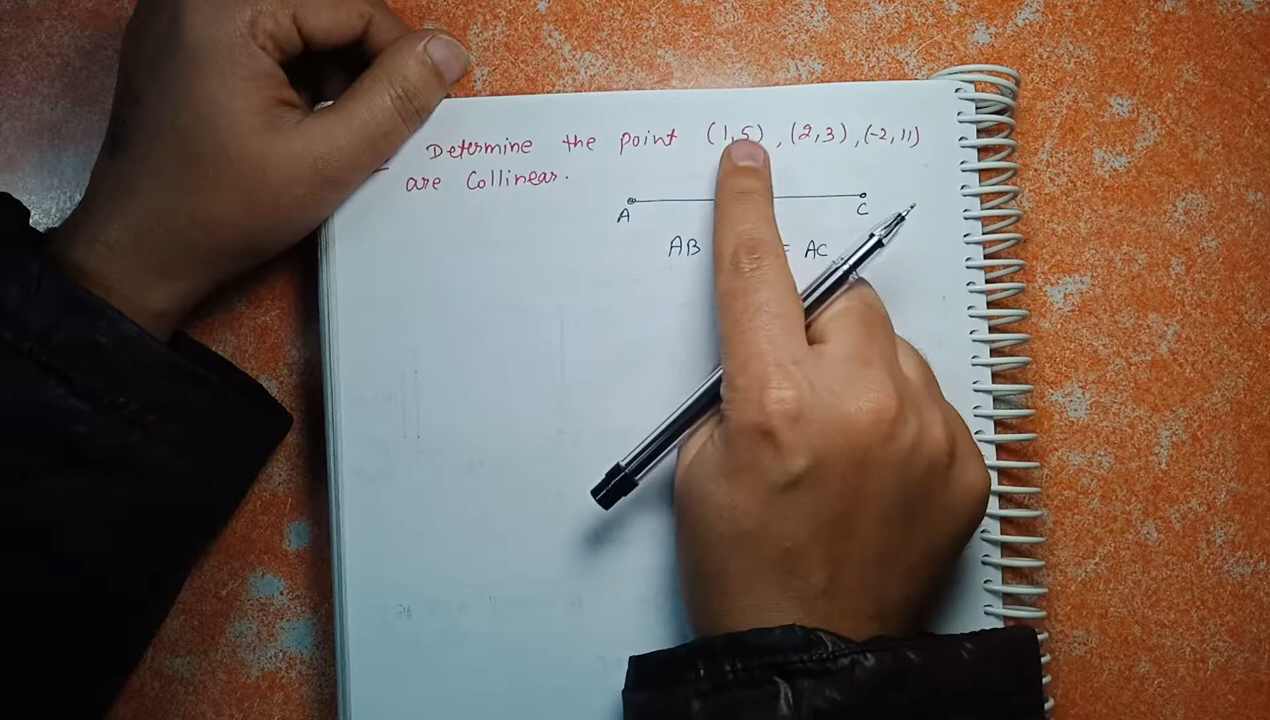 Determine the point (1,5), (2,3), (-2,11)
are Collinear.
A C
AB = AC